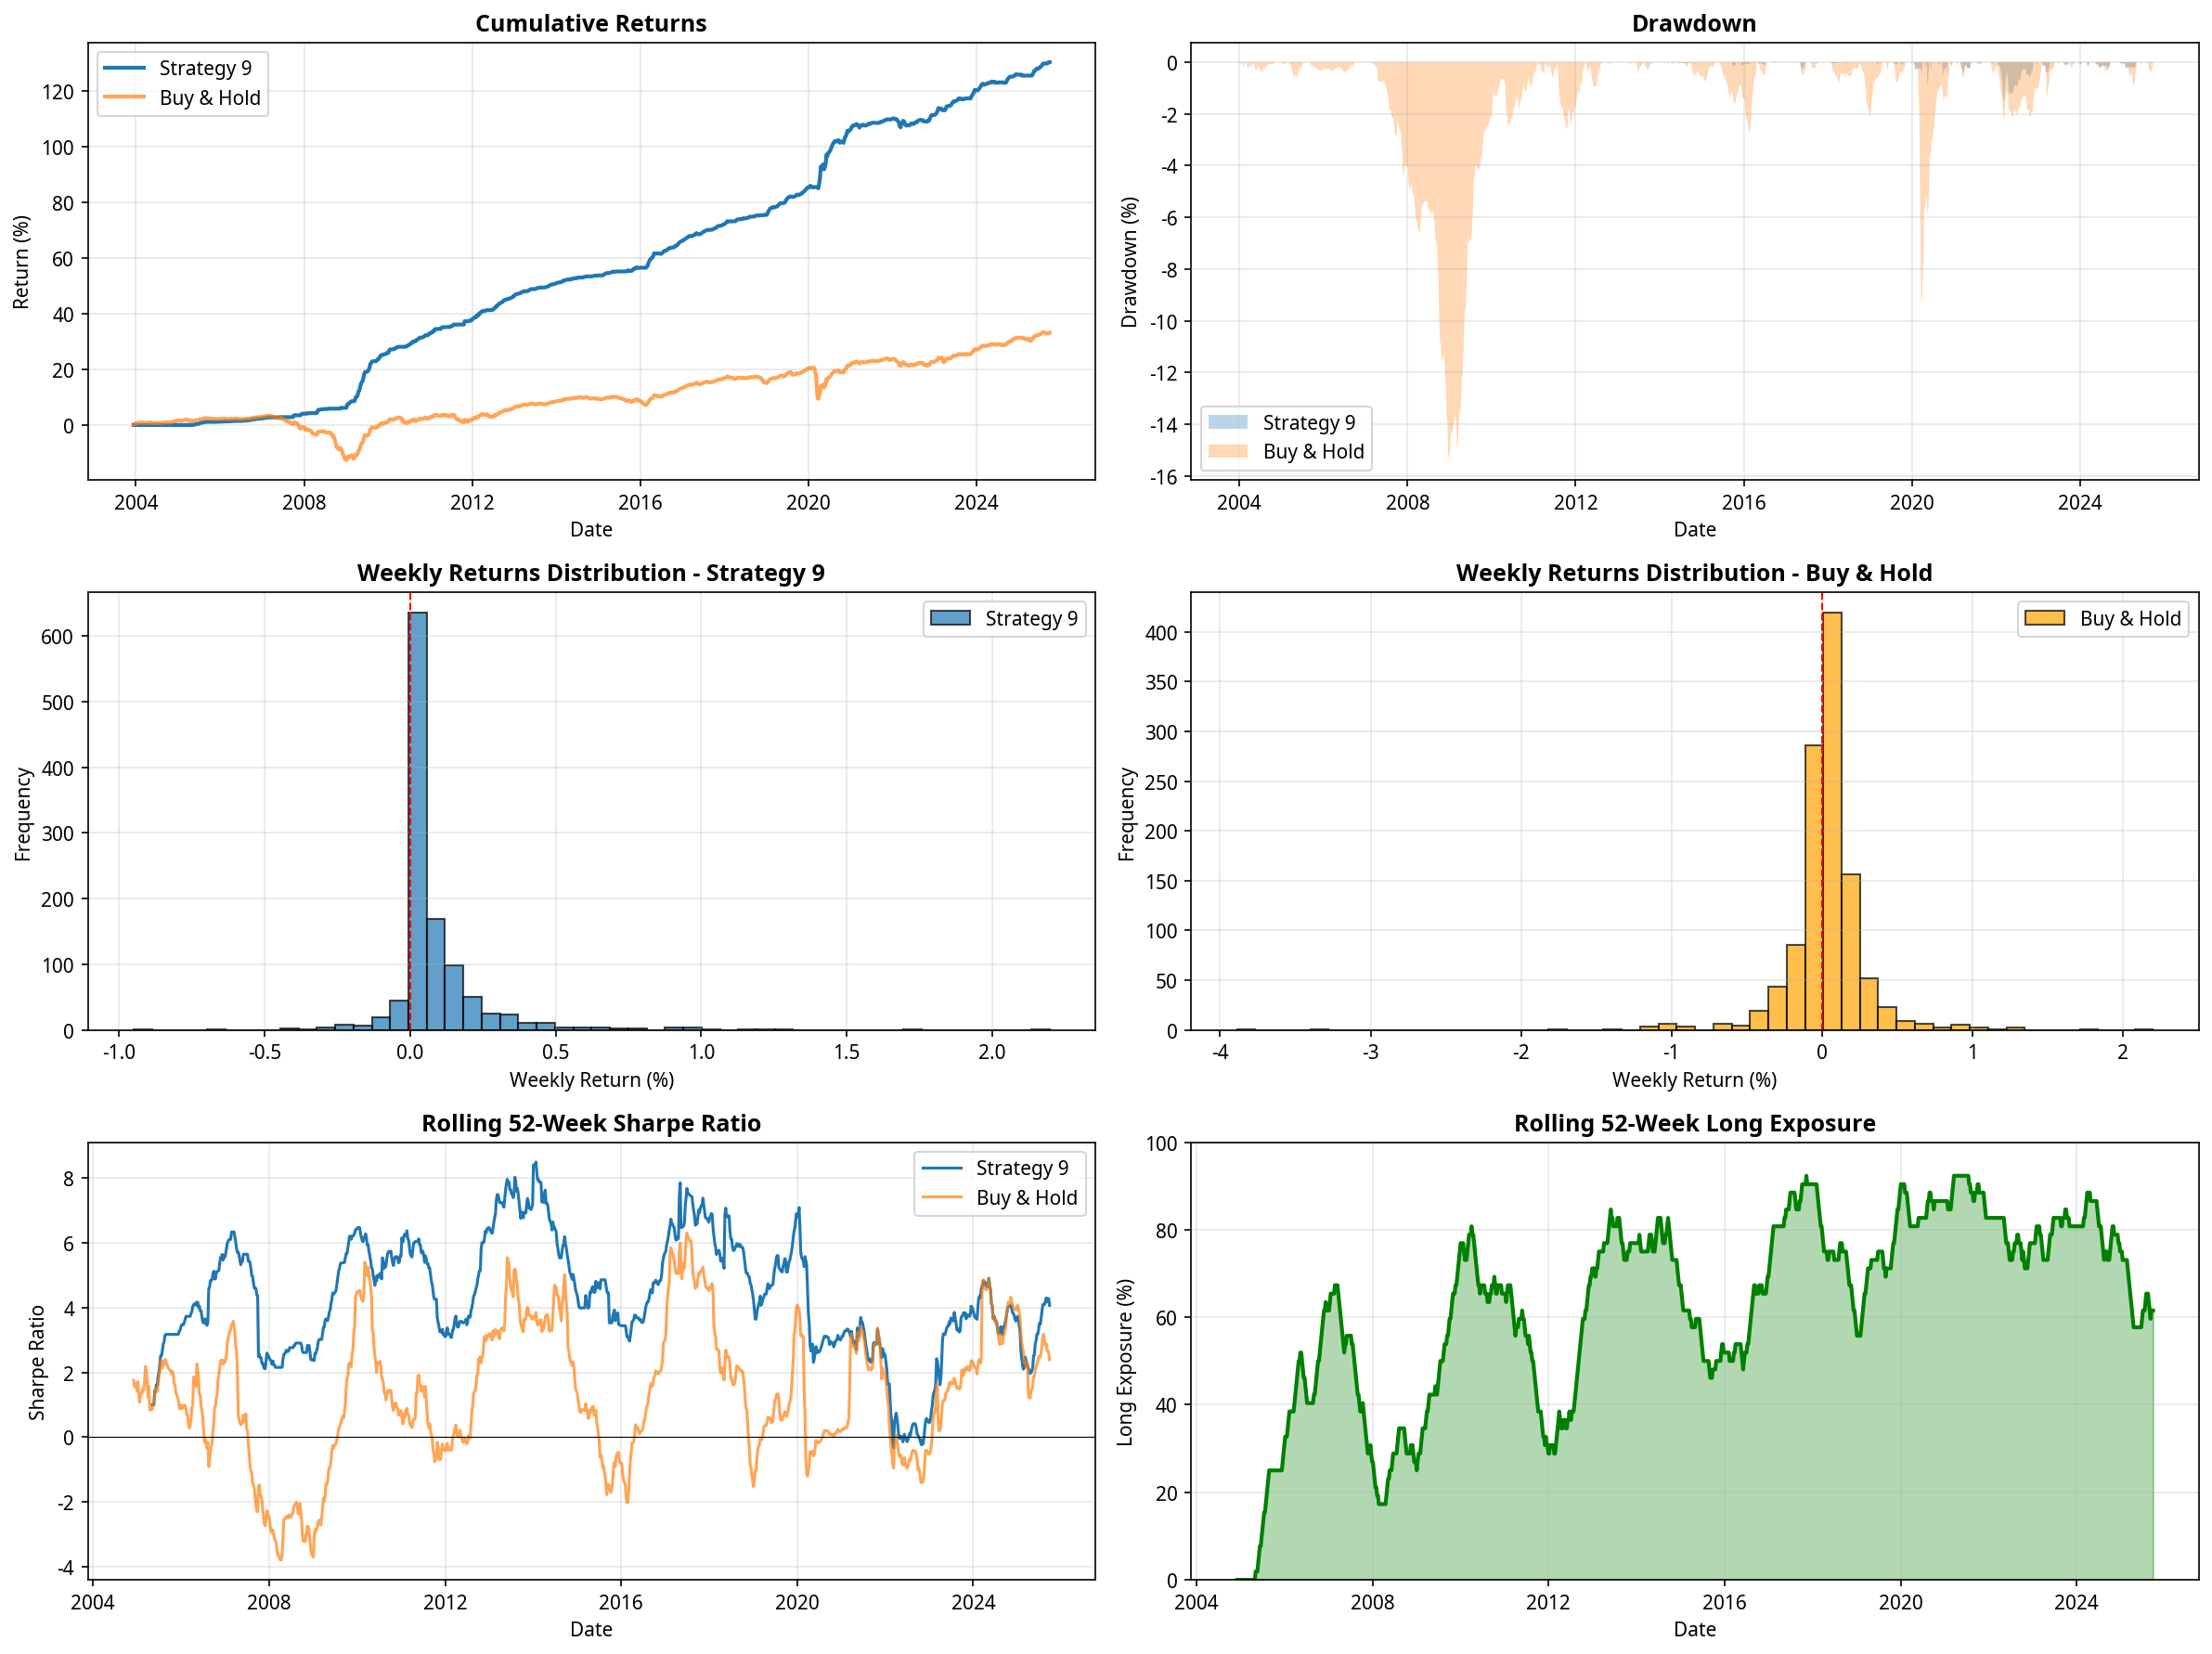 Cumulative Returns
Strategy 9
Buy & Hold
Return (%)
120
100
80
60
40
20
0
2004 2008 2012 2016 2020 2024
Date
Drawdown
Drawdown (%)
0
-2
-4
-6
-8
-10
-12
-14
-16
Strategy 9
Buy & Hold
2004 2008 2012 2016 2020 2024
Date
Weekly Returns Distribution - Strategy 9
Strategy 9
Frequency
600
500
400
300
200
100
0
-1.0 -0.5 0.0 0.5 1.0 1.5 2.0
Weekly Return (%)
Weekly Returns Distribution - Buy & Hold
Buy & Hold
Frequency
400
350
300
250
200
150
100
50
0
-4 -3 -2 -1 0 1 2
Weekly Return (%)
Rolling 52-Week Sharpe Ratio
Strategy 9
Buy & Hold
Sharpe Ratio
8
6
4
2
0
-2
-4
2004 2008 2012 2016 2020 2024
Date
Rolling 52-Week Long Exposure
Long Exposure (%)
100
80
60
40
20
0
2004 2008 2012 2016 2020 2024
Date